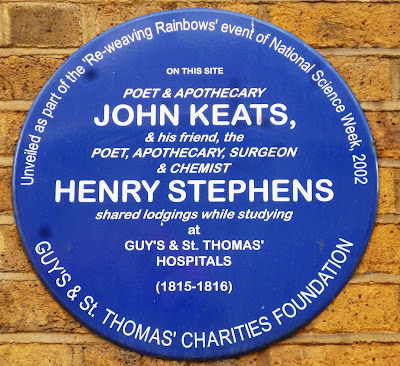 Unveiled as part of the 'Re-weaving Rainbows' event of National Science Week, 2002
ON THIS SITE
POET & APOTHECARY
JOHN KEATS,
& his friend, the
POET, APOTHECARY, SURGEON
& CHEMIST
HENRY STEPHENS
shared lodgings while studying
at
GUY'S & St. THOMAS'
HOSPITALS
(1815-1816)
GUY'S & St. THOMAS' CHARITIES FOUNDATION